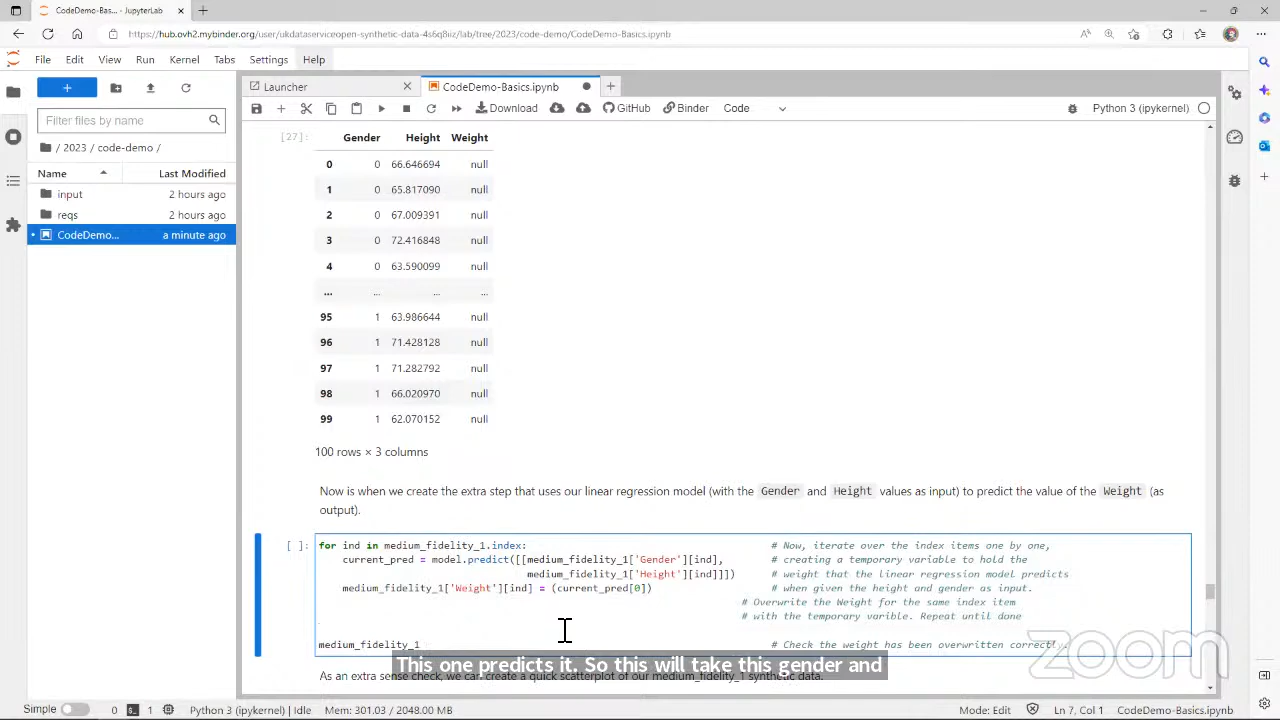 CodeDemo-Bas... - JupyterLab
https://hub.ovh2.mybinder.org/user/ukdataserviceopen-synthetic-data-4s6q8iiz/lab/tree/2023/code-demo/CodeDemo-Basics.ipynb
File Edit View Run Kernel Tabs Settings Help
Launcher
CodeDemo-Basics.ipynb
Download GitHub Binder Code Python 3 (ipykernel)
Filter files by name
/ 2023 / code-demo /
Name Last Modified
input 2 hours ago
reqs 2 hours ago
CodeDemo... a minute ago
[27]: Gender Height Weight
0 0 66.646694 null
1 0 65.817090 null
2 0 67.009391 null
3 0 72.416848 null
4 0 63.590099 null
... ... ... ...
95 1 63.986644 null
96 1 71.428128 null
97 1 71.282792 null
98 1 66.020970 null
99 1 62.070152 null
100 rows × 3 columns
Now is when we create the extra step that uses our linear regression model (with the Gender and Height values as input) to predict the value of the Weight (as
output).
[ ]: for ind in medium_fidelity_1.index: # Now, iterate over the index items one by one,
current_pred = model.predict([[medium_fidelity_1['Gender'][ind], # creating a temporary variable to hold the
medium_fidelity_1['Height'][ind]]]) # weight that the linear regression model predicts
medium_fidelity_1['Weight'][ind] = (current_pred[0]) # when given the height and gender as input.
# Overwrite the Weight for the same index item
# with the temporary varible. Repeat until done
medium_fidelity_1 # Check the weight has been overwritten correctly.
This one predicts it. So this will take this gender and
As an extra sense check, we can create a quick scatterplot of our medium_fidelity_1 synthetic data.
zoom
Simple 0 1 Python 3 (ipykernel) | Idle Mem: 301.03 / 2048.00 MB Mode: Edit Ln 7, Col 1 CodeDemo-Basics.ipynb